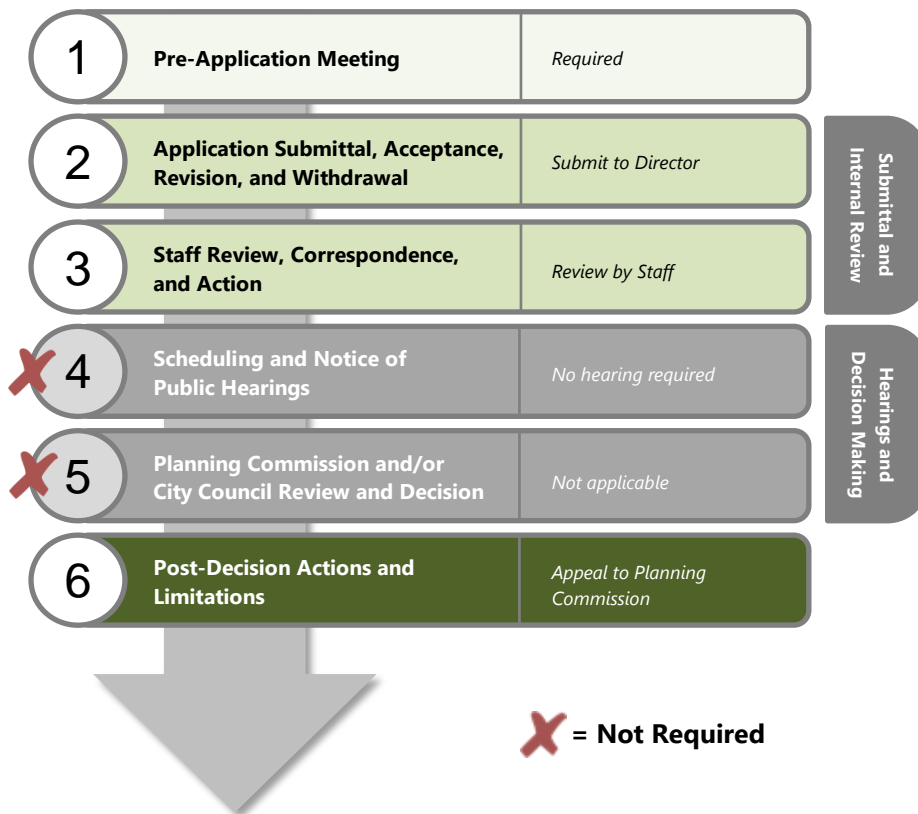 1
Pre-Application Meeting
Required
2
Application Submittal, Acceptance,
Revision, and Withdrawal
Submit to Director
3
Staff Review, Correspondence,
and Action
Review by Staff
Submittal and
Internal Review
4
Scheduling and Notice of
Public Hearings
No hearing required
5
Planning Commission and/or
City Council Review and Decision
Not applicable
Hearings and
Decision Making
6
Post-Decision Actions and
Limitations
Appeal to Planning
Commission
= Not Required